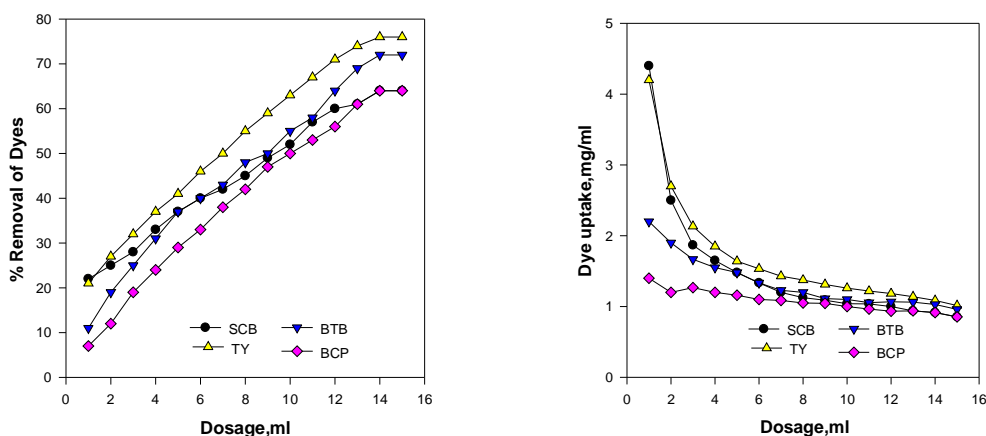 % Removal of Dyes
80
70
60
50
40
30
20
10
0
SCB
BTB
TY
BCP
0 2 4 6 8 10 12 14 16
Dosage,ml
Dye uptake,mg/ml
5
4
3
2
1
0
SCB
BTB
TY
BCP
0 2 4 6 8 10 12 14 16
Dosage,ml